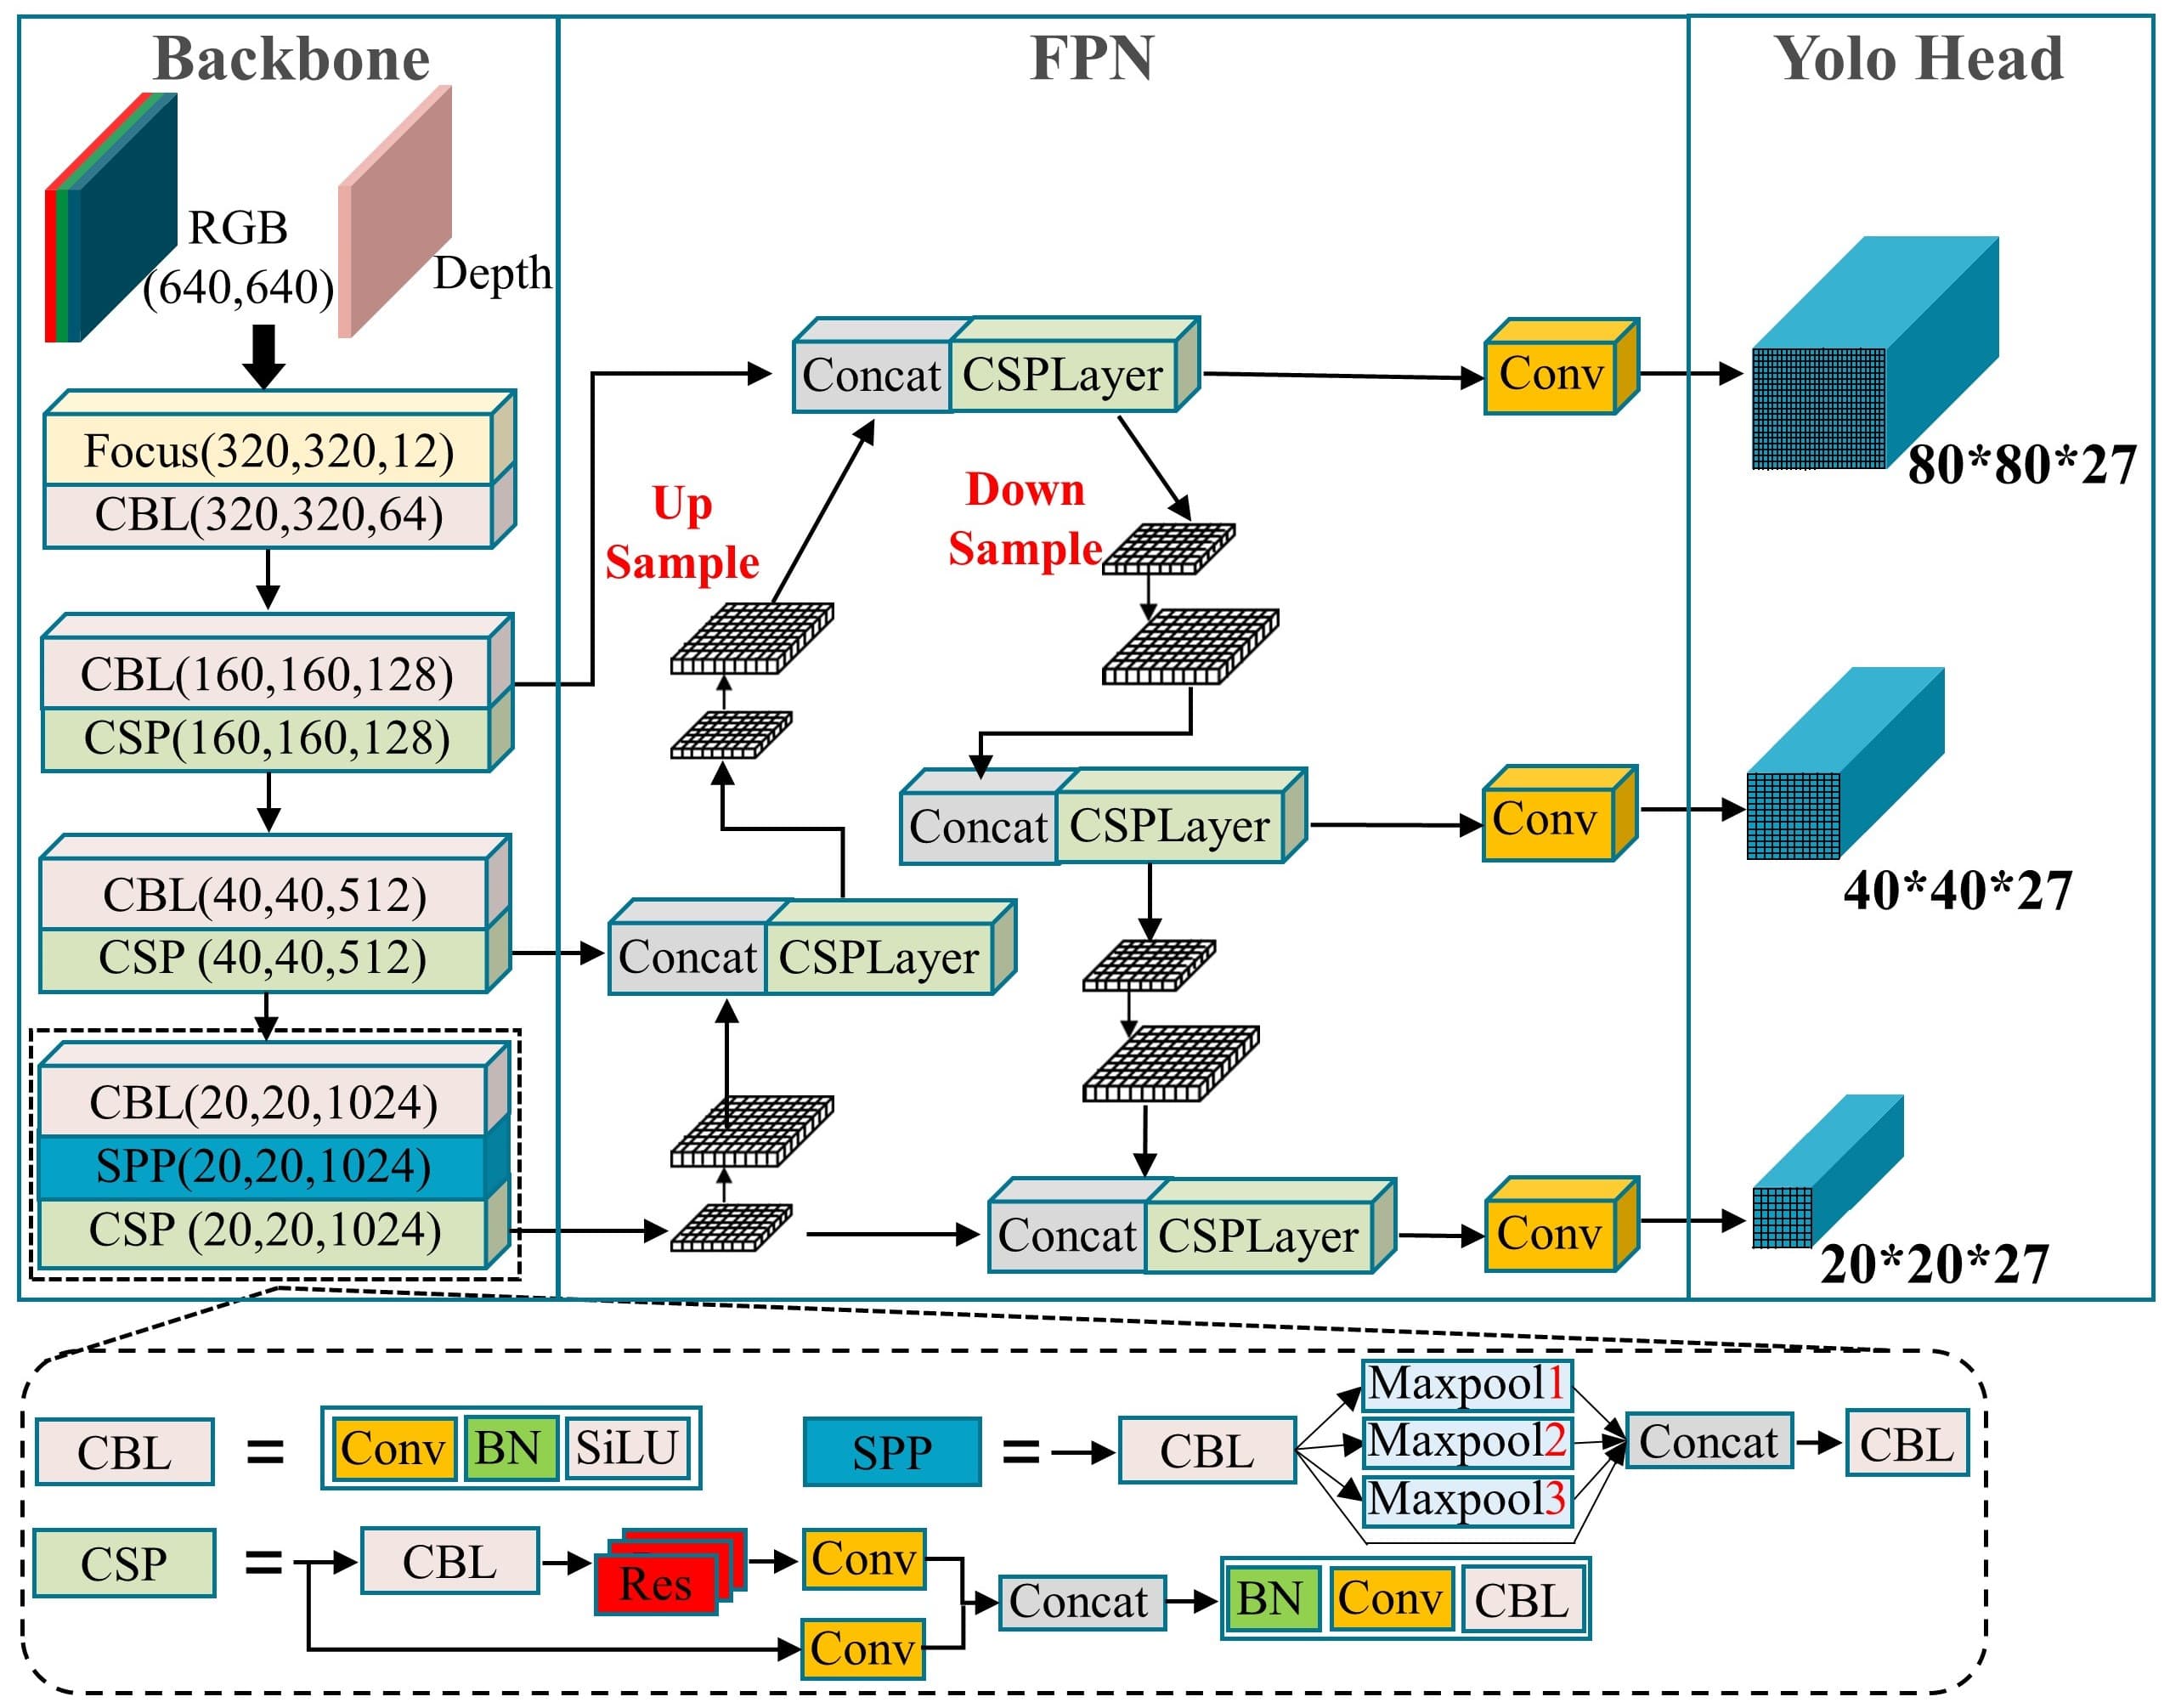 Backbone
FPN
Yolo Head
RGB
(640,640)
Depth
Focus(320,320,12)
CBL(320,320,64)
CBL(160,160,128)
CSP(160,160,128)
CBL(40,40,512)
CSP (40,40,512)
CBL(20,20,1024)
SPP(20,20,1024)
CSP (20,20,1024)
Concat CSPLayer
Conv
80*80*27
Up
Sample
Down
Sample
Concat CSPLayer
Conv
40*40*27
Concat CSPLayer
Concat CSPLayer
Conv
20*20*27
CBL = Conv BN SiLU
SPP = CBL
Maxpool1
Maxpool2
Maxpool3
Concat
CBL
CSP = CBL Res Conv
Conv
Concat
BN Conv CBL